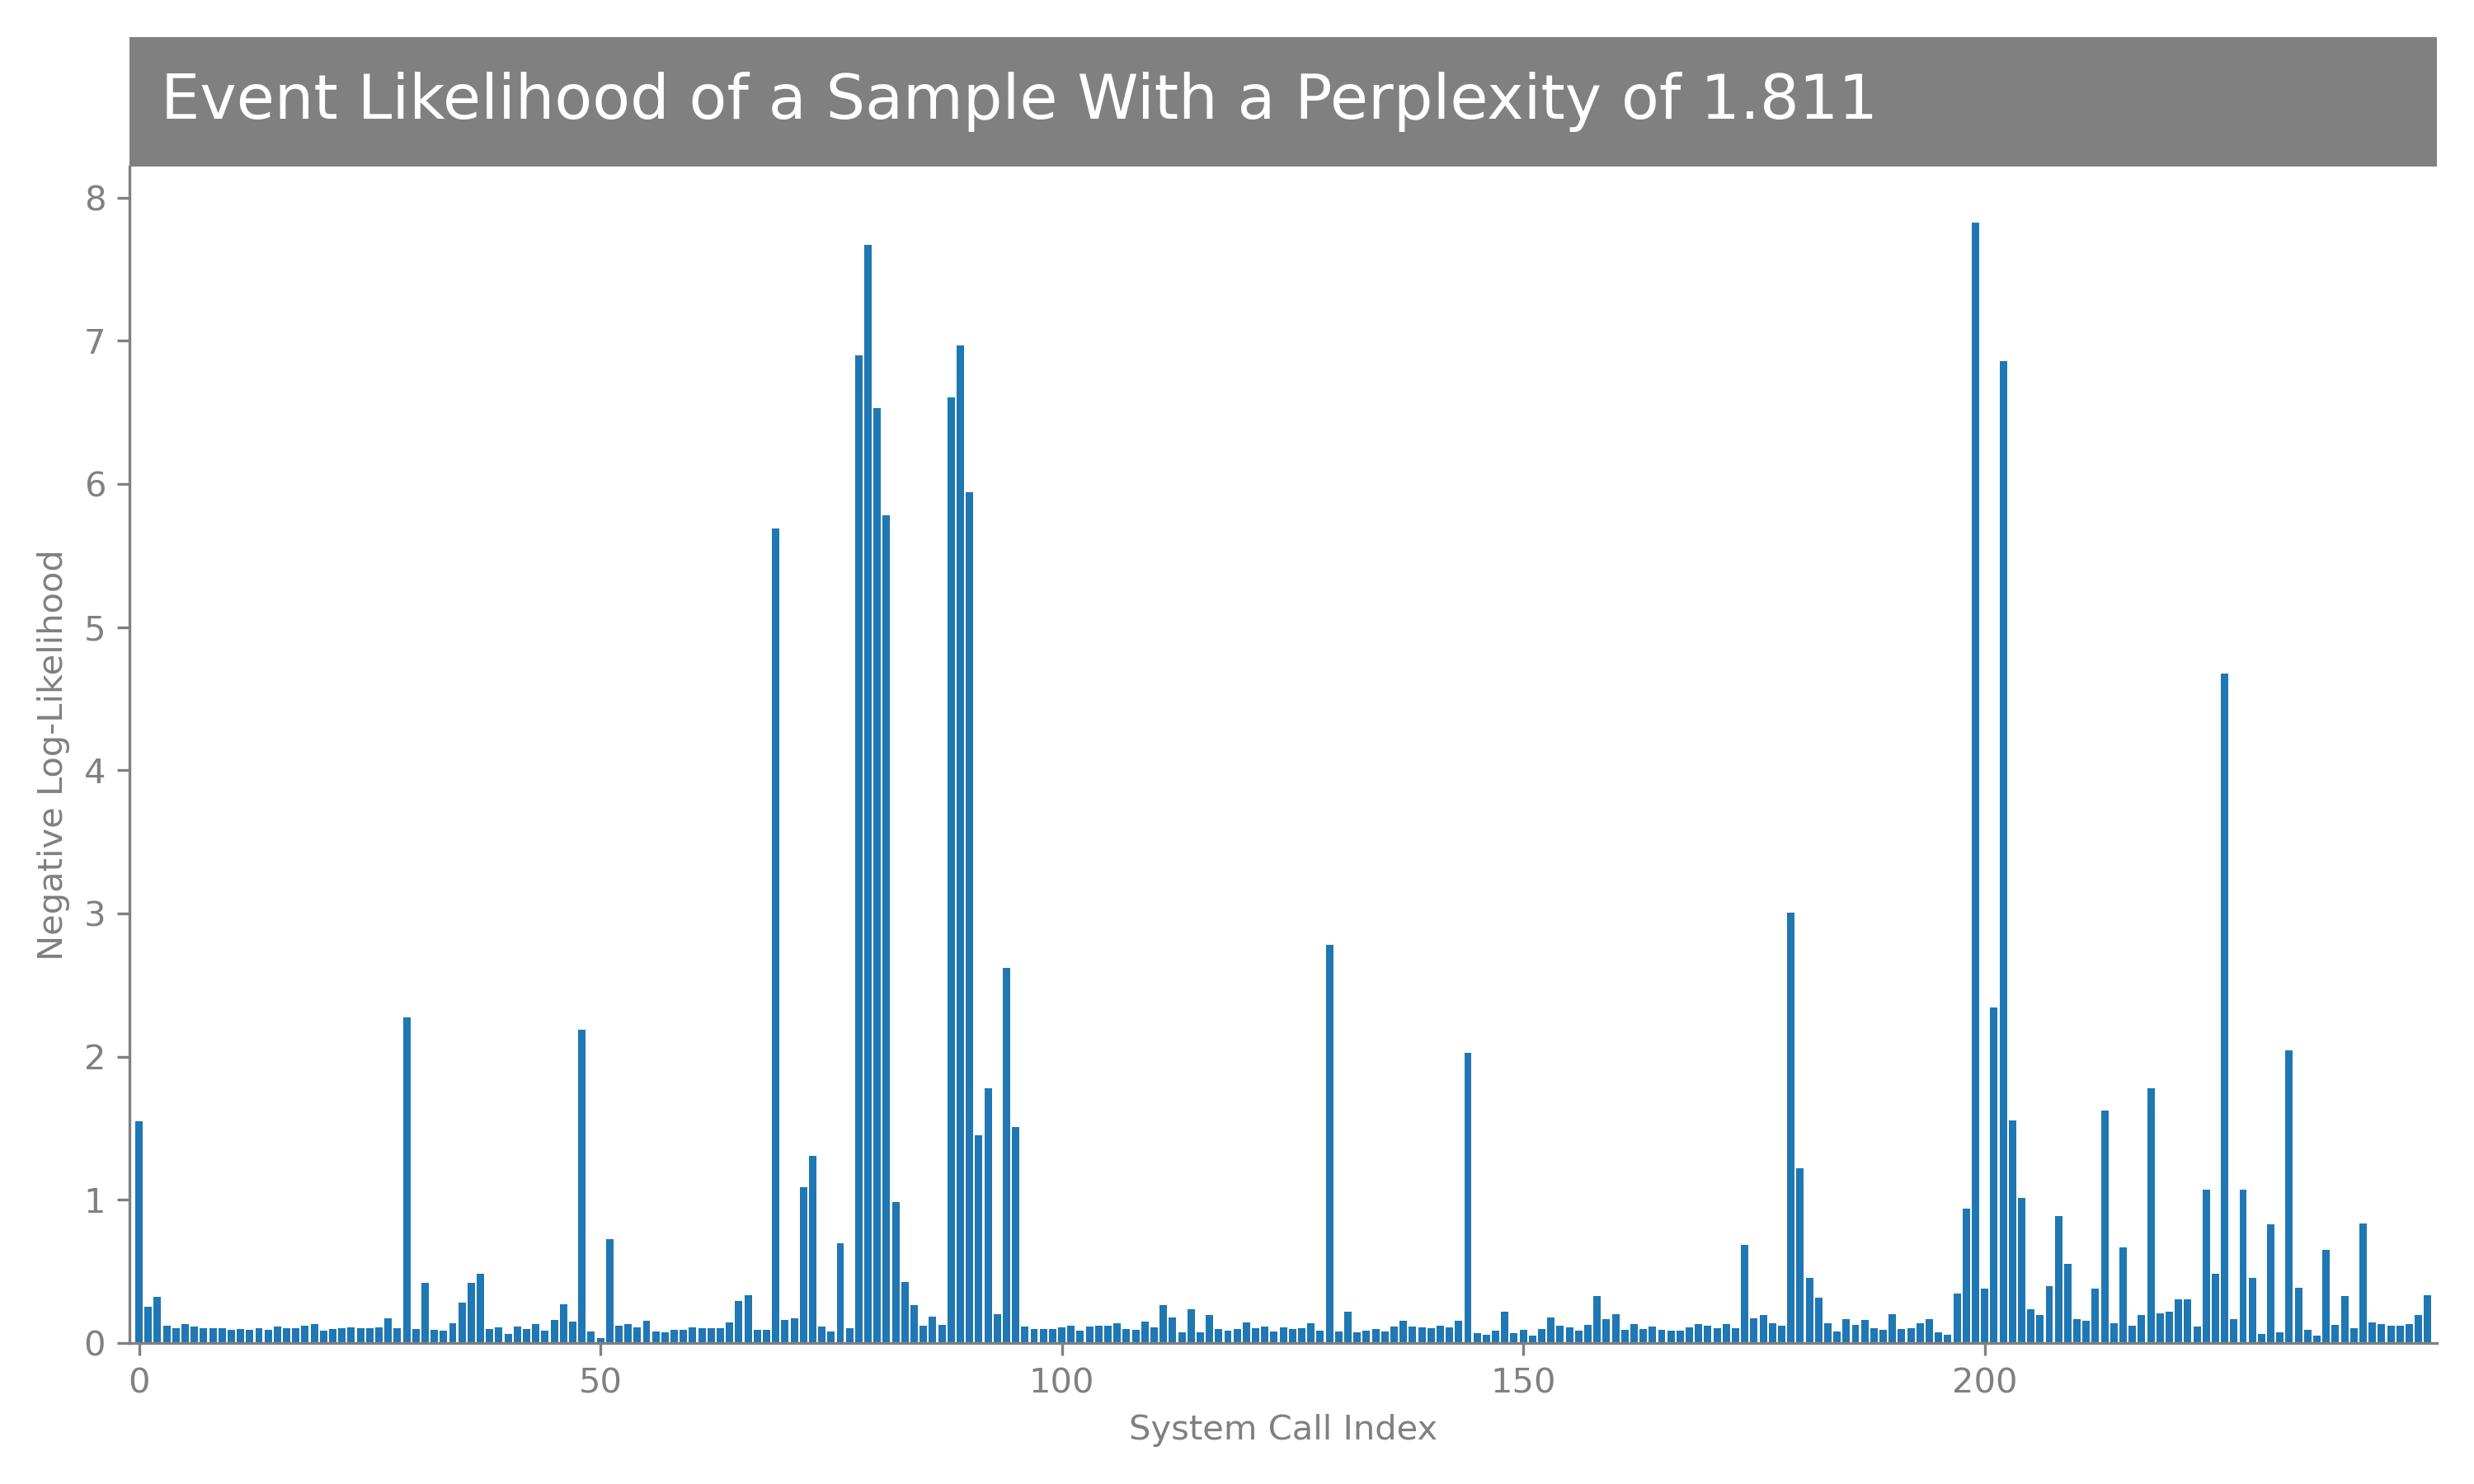 Event Likelihood of a Sample With a Perplexity of 1.811
8
7
6
5
4
3
2
1
0
Negative Log-Likelihood
0 50 100 150 200
System Call Index